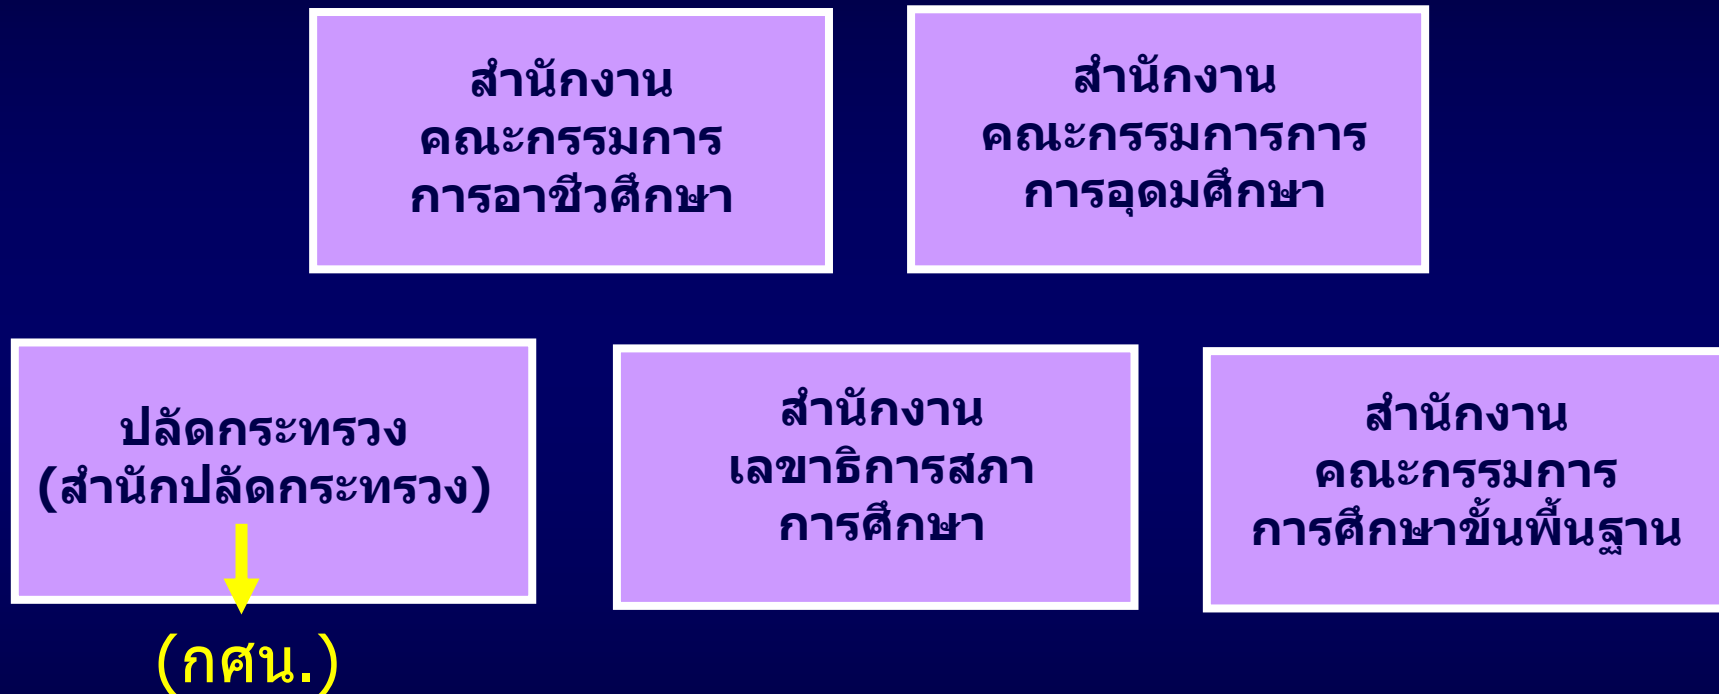 สำนักงาน
คณะกรรมการ
การอาชีวศึกษา
สำนักงาน
คณะกรรมการการ
การอุดมศึกษา
ปลัดกระทรวง
(สำนักปลัดกระทรวง)
(กศน.)
สำนักงาน
เลขาธิการสภา
การศึกษา
สำนักงาน
คณะกรรมการ
การศึกษาขั้นพื้นฐาน